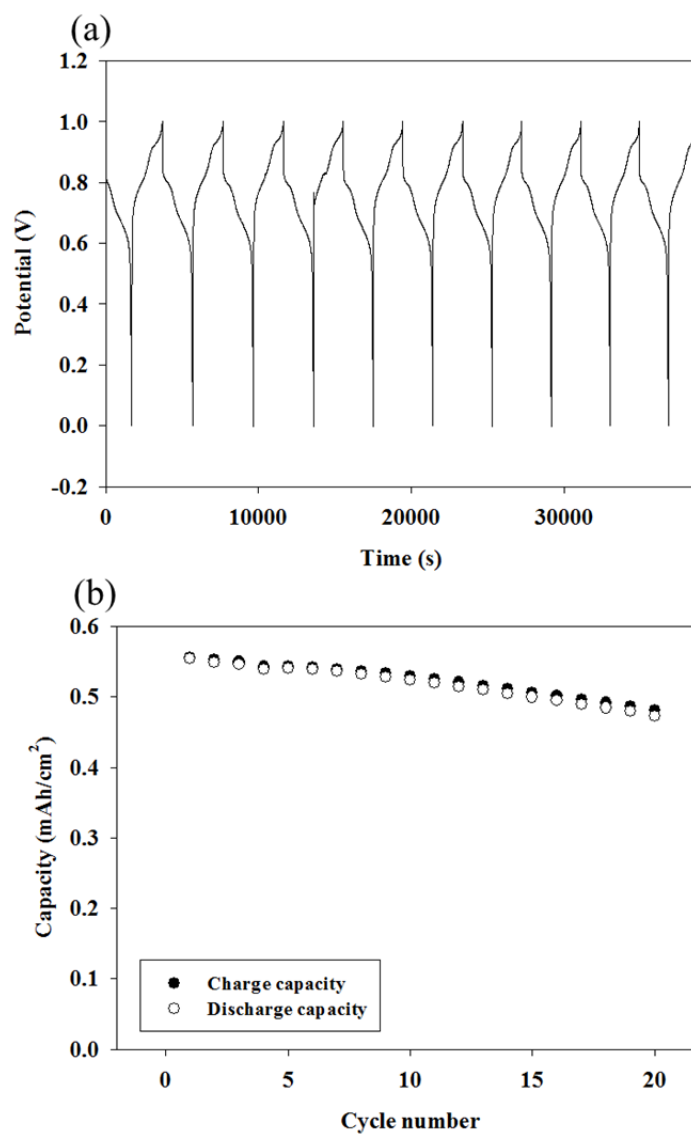 (a)
1.2
1.0
0.8
0.6
0.4
0.2
0.0
-0.2
Potential (V)
0 10000 20000 30000
Time (s)
(b)
0.6
0.5
0.4
0.3
0.2
0.1
0.0
Capacity (mAh/cm²)
Charge capacity
Discharge capacity
0 5 10 15 20
Cycle number